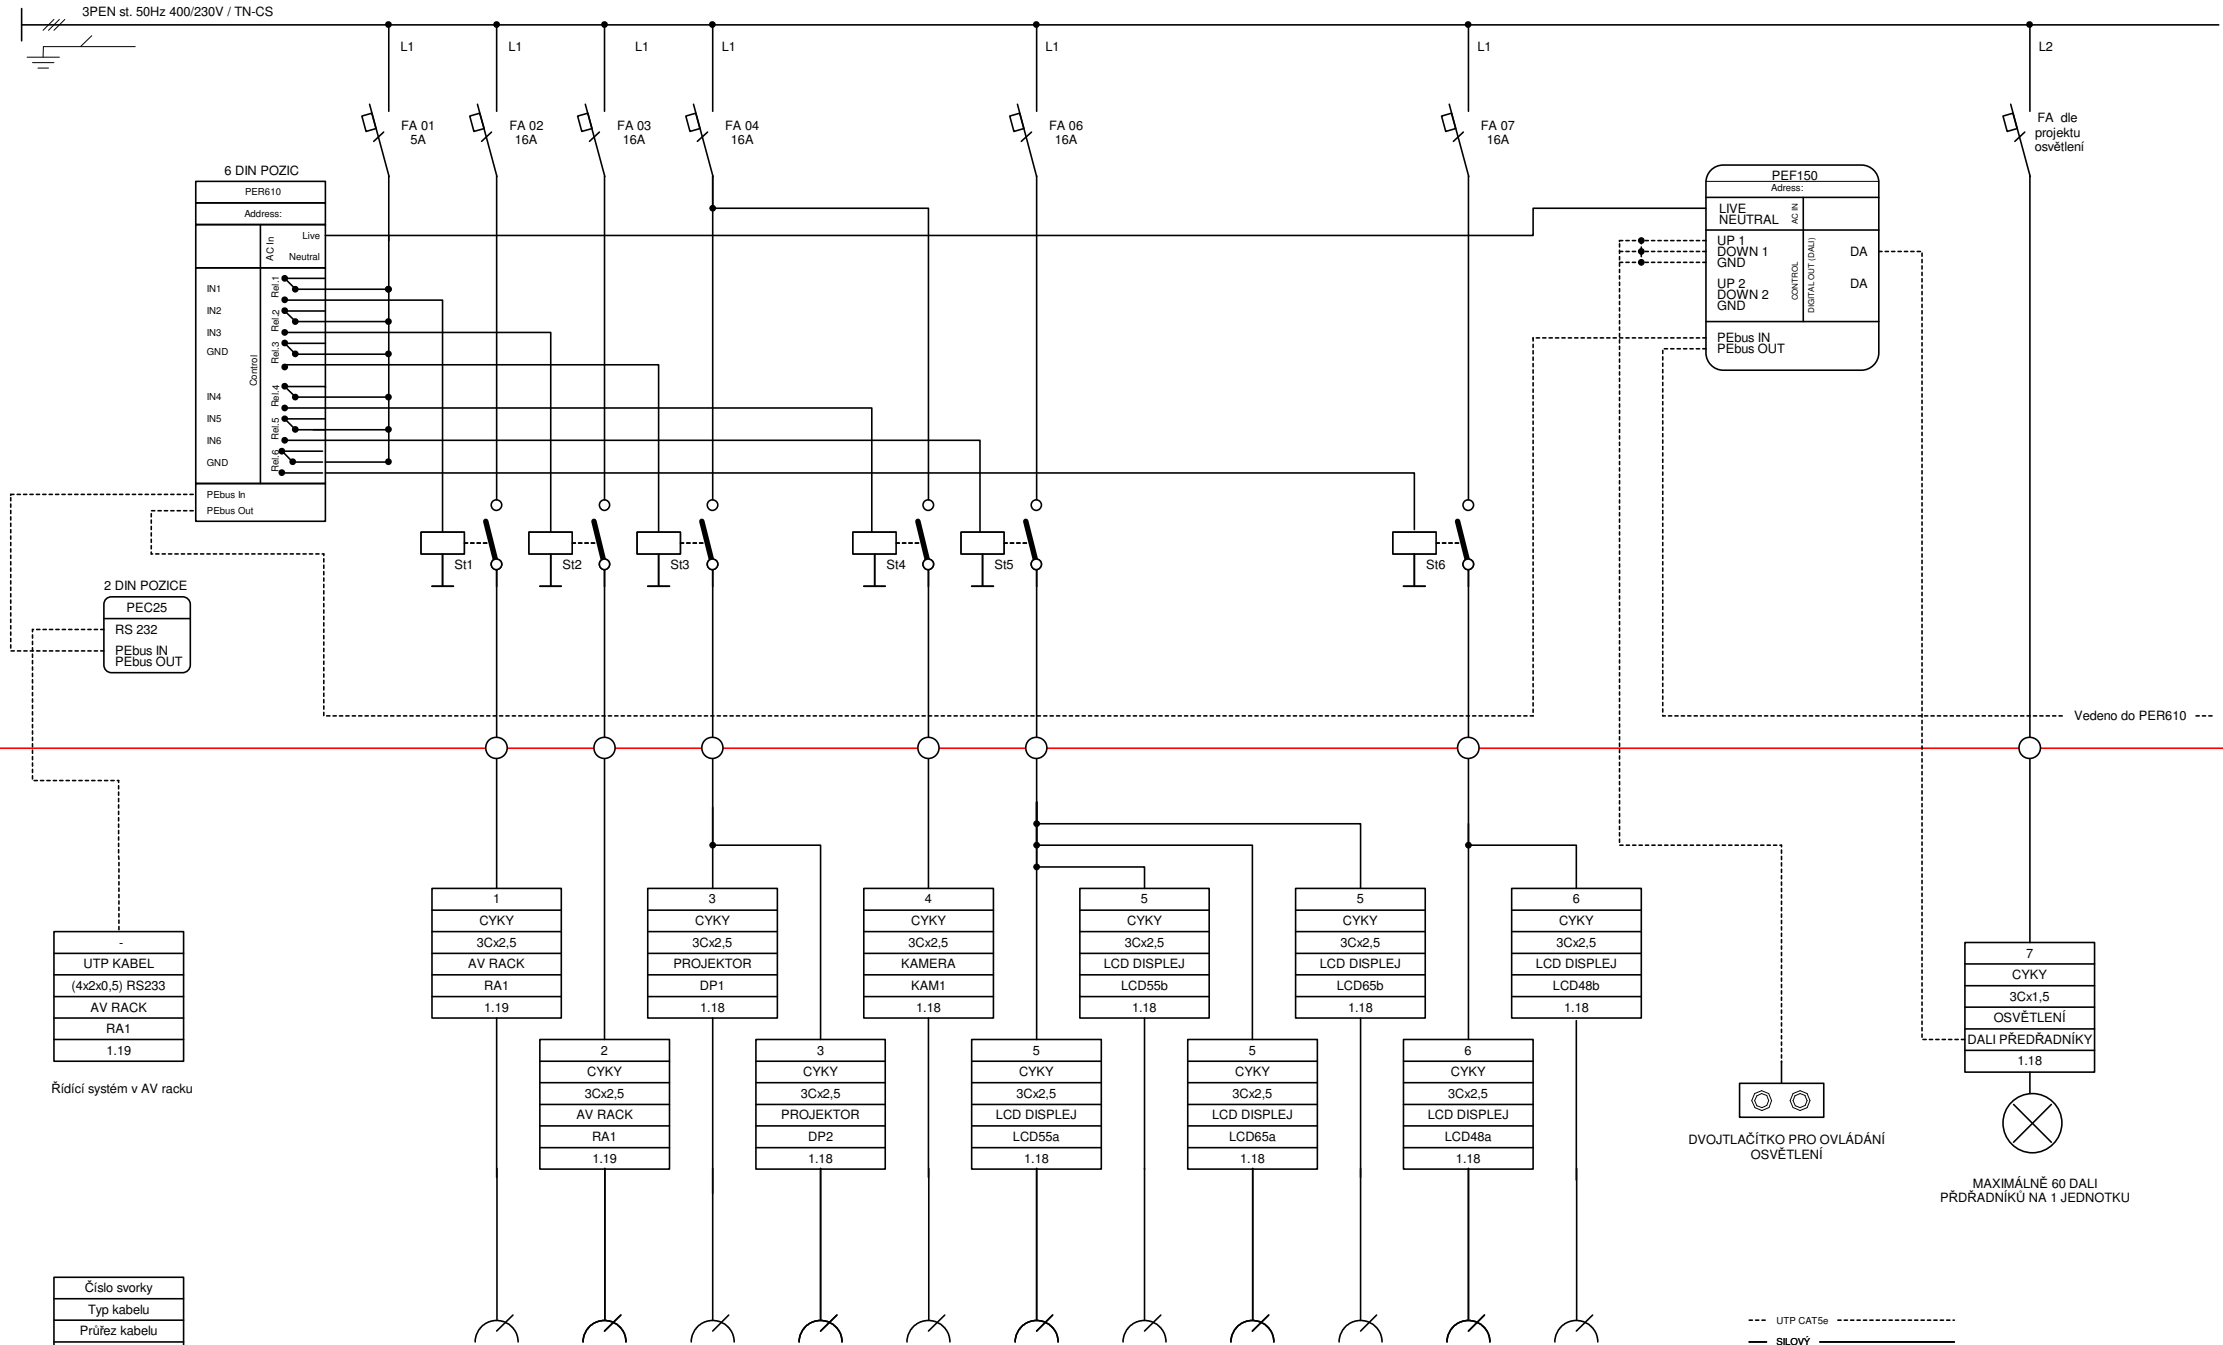 3PEN st. 50Hz 400/230V / TN-CS
L1
L1
L1
L1
L1
L1
L2
FA 01
5A
FA 02
16A
FA 03
16A
FA 04
16A
FA 06
16A
FA 07
16A
FA dle
projektu
osvětlení
6 DIN POZIC
PER610
Address:
AC In
Live
Neutral
IN1
IN2
IN3
GND
IN4
IN5
IN6
GND
Control
Rel.1
Rel.2
Rel.3
Rel.4
Rel.5
Rel.6
PEbus In
PEbus Out
PEF150
Adress:
LIVE
NEUTRAL
AC IN
UP 1
DOWN 1
GND
UP 2
DOWN 2
GND
CONTROL
DIGITAL OUT (DALI)
DA
DA
PEbus IN
PEbus OUT
St1
St2
St3
St4
St5
St6
2 DIN POZICE
PEC25
RS 232
PEbus IN
PEbus OUT
Vedeno do PER610
-
UTP KABEL
(4x2x0,5) RS233
AV RACK
RA1
1.19
Řídící systém v AV racku
1
CYKY
3Cx2,5
AV RACK
RA1
1.19
2
CYKY
3Cx2,5
AV RACK
RA1
1.19
3
CYKY
3Cx2,5
PROJEKTOR
DP1
1.18
3
CYKY
3Cx2,5
PROJEKTOR
DP2
1.18
4
CYKY
3Cx2,5
KAMERA
KAM1
1.18
5
CYKY
3Cx2,5
LCD DISPLEJ
LCD55a
1.18
5
CYKY
3Cx2,5
LCD DISPLEJ
LCD55b
1.18
5
CYKY
3Cx2,5
LCD DISPLEJ
LCD65a
1.18
5
CYKY
3Cx2,5
LCD DISPLEJ
LCD65b
1.18
6
CYKY
3Cx2,5
LCD DISPLEJ
LCD48a
1.18
6
CYKY
3Cx2,5
LCD DISPLEJ
LCD48b
1.18
7
CYKY
3Cx1,5
OSVĚTLENÍ
DALI PŘEDŘADNÍKY
1.18
DVOJTLAČÍTKO PRO OVLÁDÁNÍ
OSVĚTLENÍ
MAXIMÁLNĚ 60 DALI
PŘDŘADNÍKŮ NA 1 JEDNOTKU
Číslo svorky
Typ kabelu
Průřez kabelu
UTP CAT5e
SILOVÝ